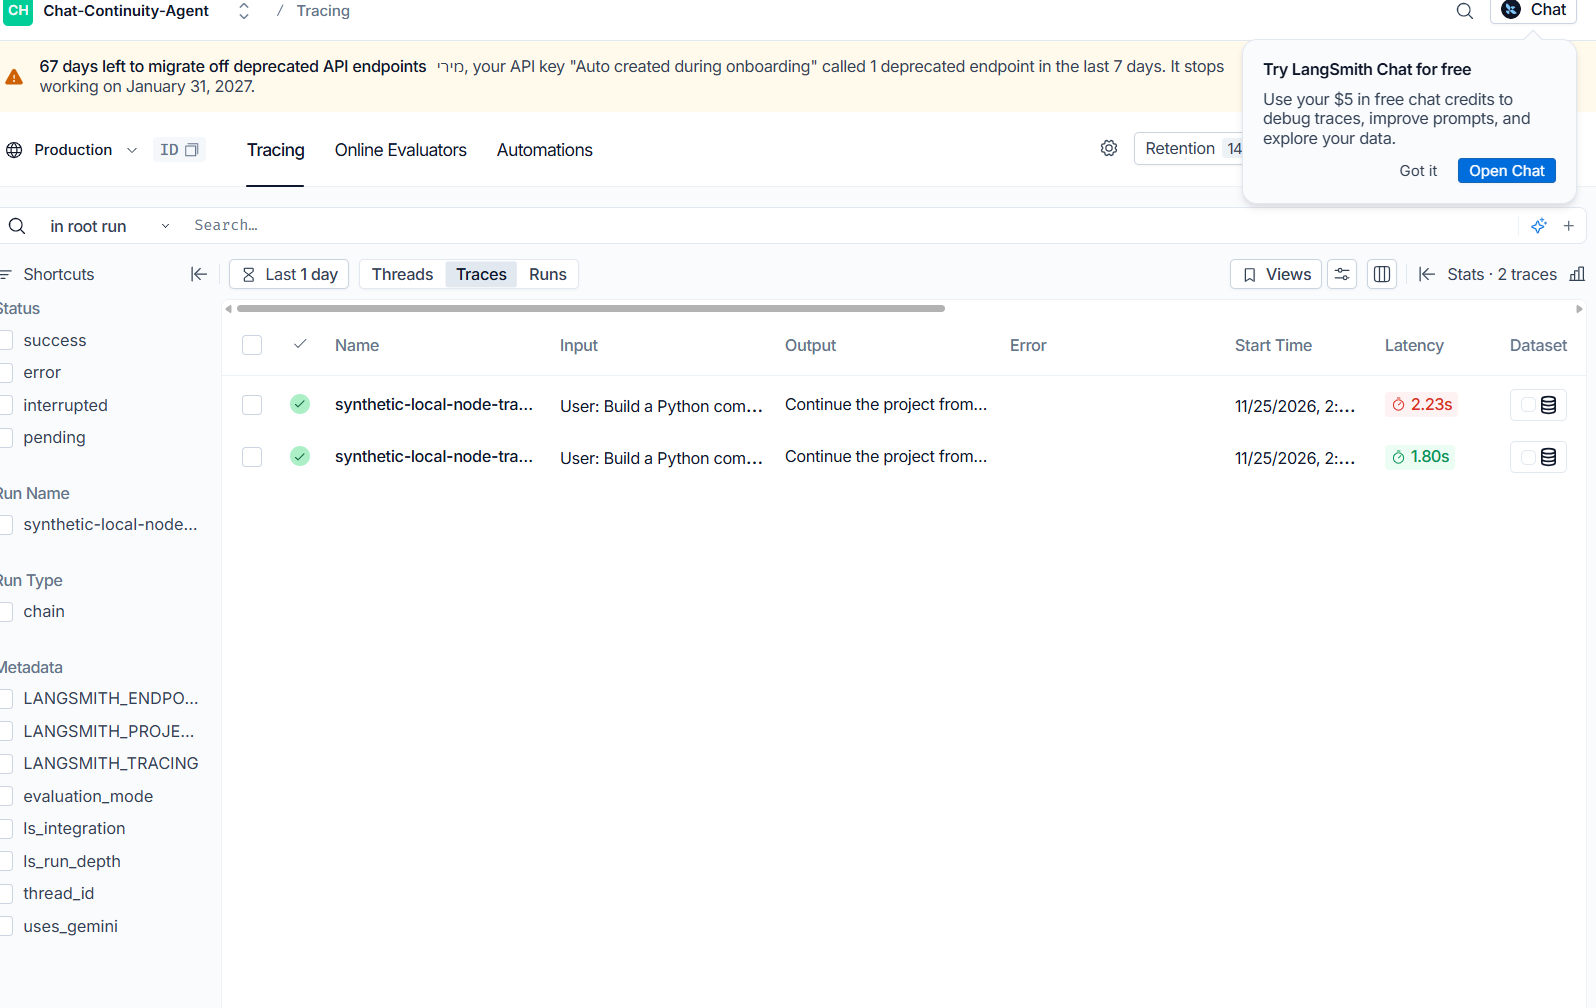 CH Chat-Continuity-Agent / Tracing
Chat
67 days left to migrate off deprecated API endpoints מירי, your API key "Auto created during onboarding" called 1 deprecated endpoint in the last 7 days. It stops
working on January 31, 2027.
Try LangSmith Chat for free
Use your $5 in free chat credits to
debug traces, improve prompts, and
explore your data.
Got it Open Chat
Production ID Tracing Online Evaluators Automations Retention 14
in root run Search...
Shortcuts Last 1 day Threads Traces Runs Views Stats · 2 traces
Status
success
error
interrupted
pending
Run Name
synthetic-local-node...
Run Type
chain
Metadata
LANGSMITH_ENDPO...
LANGSMITH_PROJE...
LANGSMITH_TRACING
evaluation_mode
ls_integration
ls_run_depth
thread_id
uses_gemini
Name Input Output Error Start Time Latency Dataset
synthetic-local-node-tra... User: Build a Python com... Continue the project from... 11/25/2026, 2:... 2.23s
synthetic-local-node-tra... User: Build a Python com... Continue the project from... 11/25/2026, 2:... 1.80s